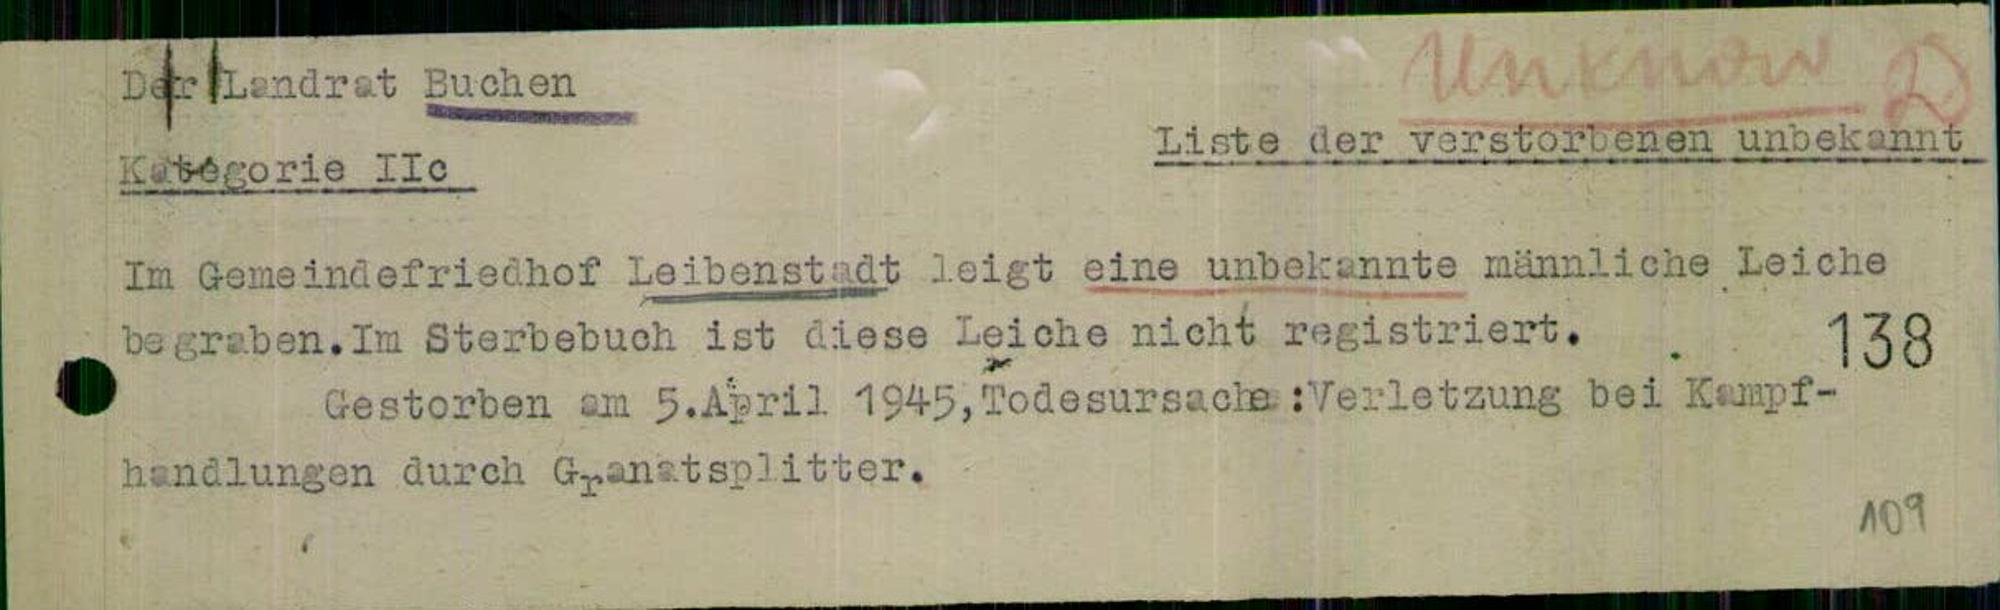 Der Landrat Buchen
Unknow 2)
Liste der verstorbenen unbekannt
Kategorie IIc
Im Gemeindefriedhof Leibenstadt leigt eine unbekannte männliche Leiche
begraben.Im Sterbebuch ist diese Leiche nicht registriert.
138
Gestorben am 5.April 1945,Todesursache:Verletzung bei Kampf-
handlungen durch Granatsplitter.
109